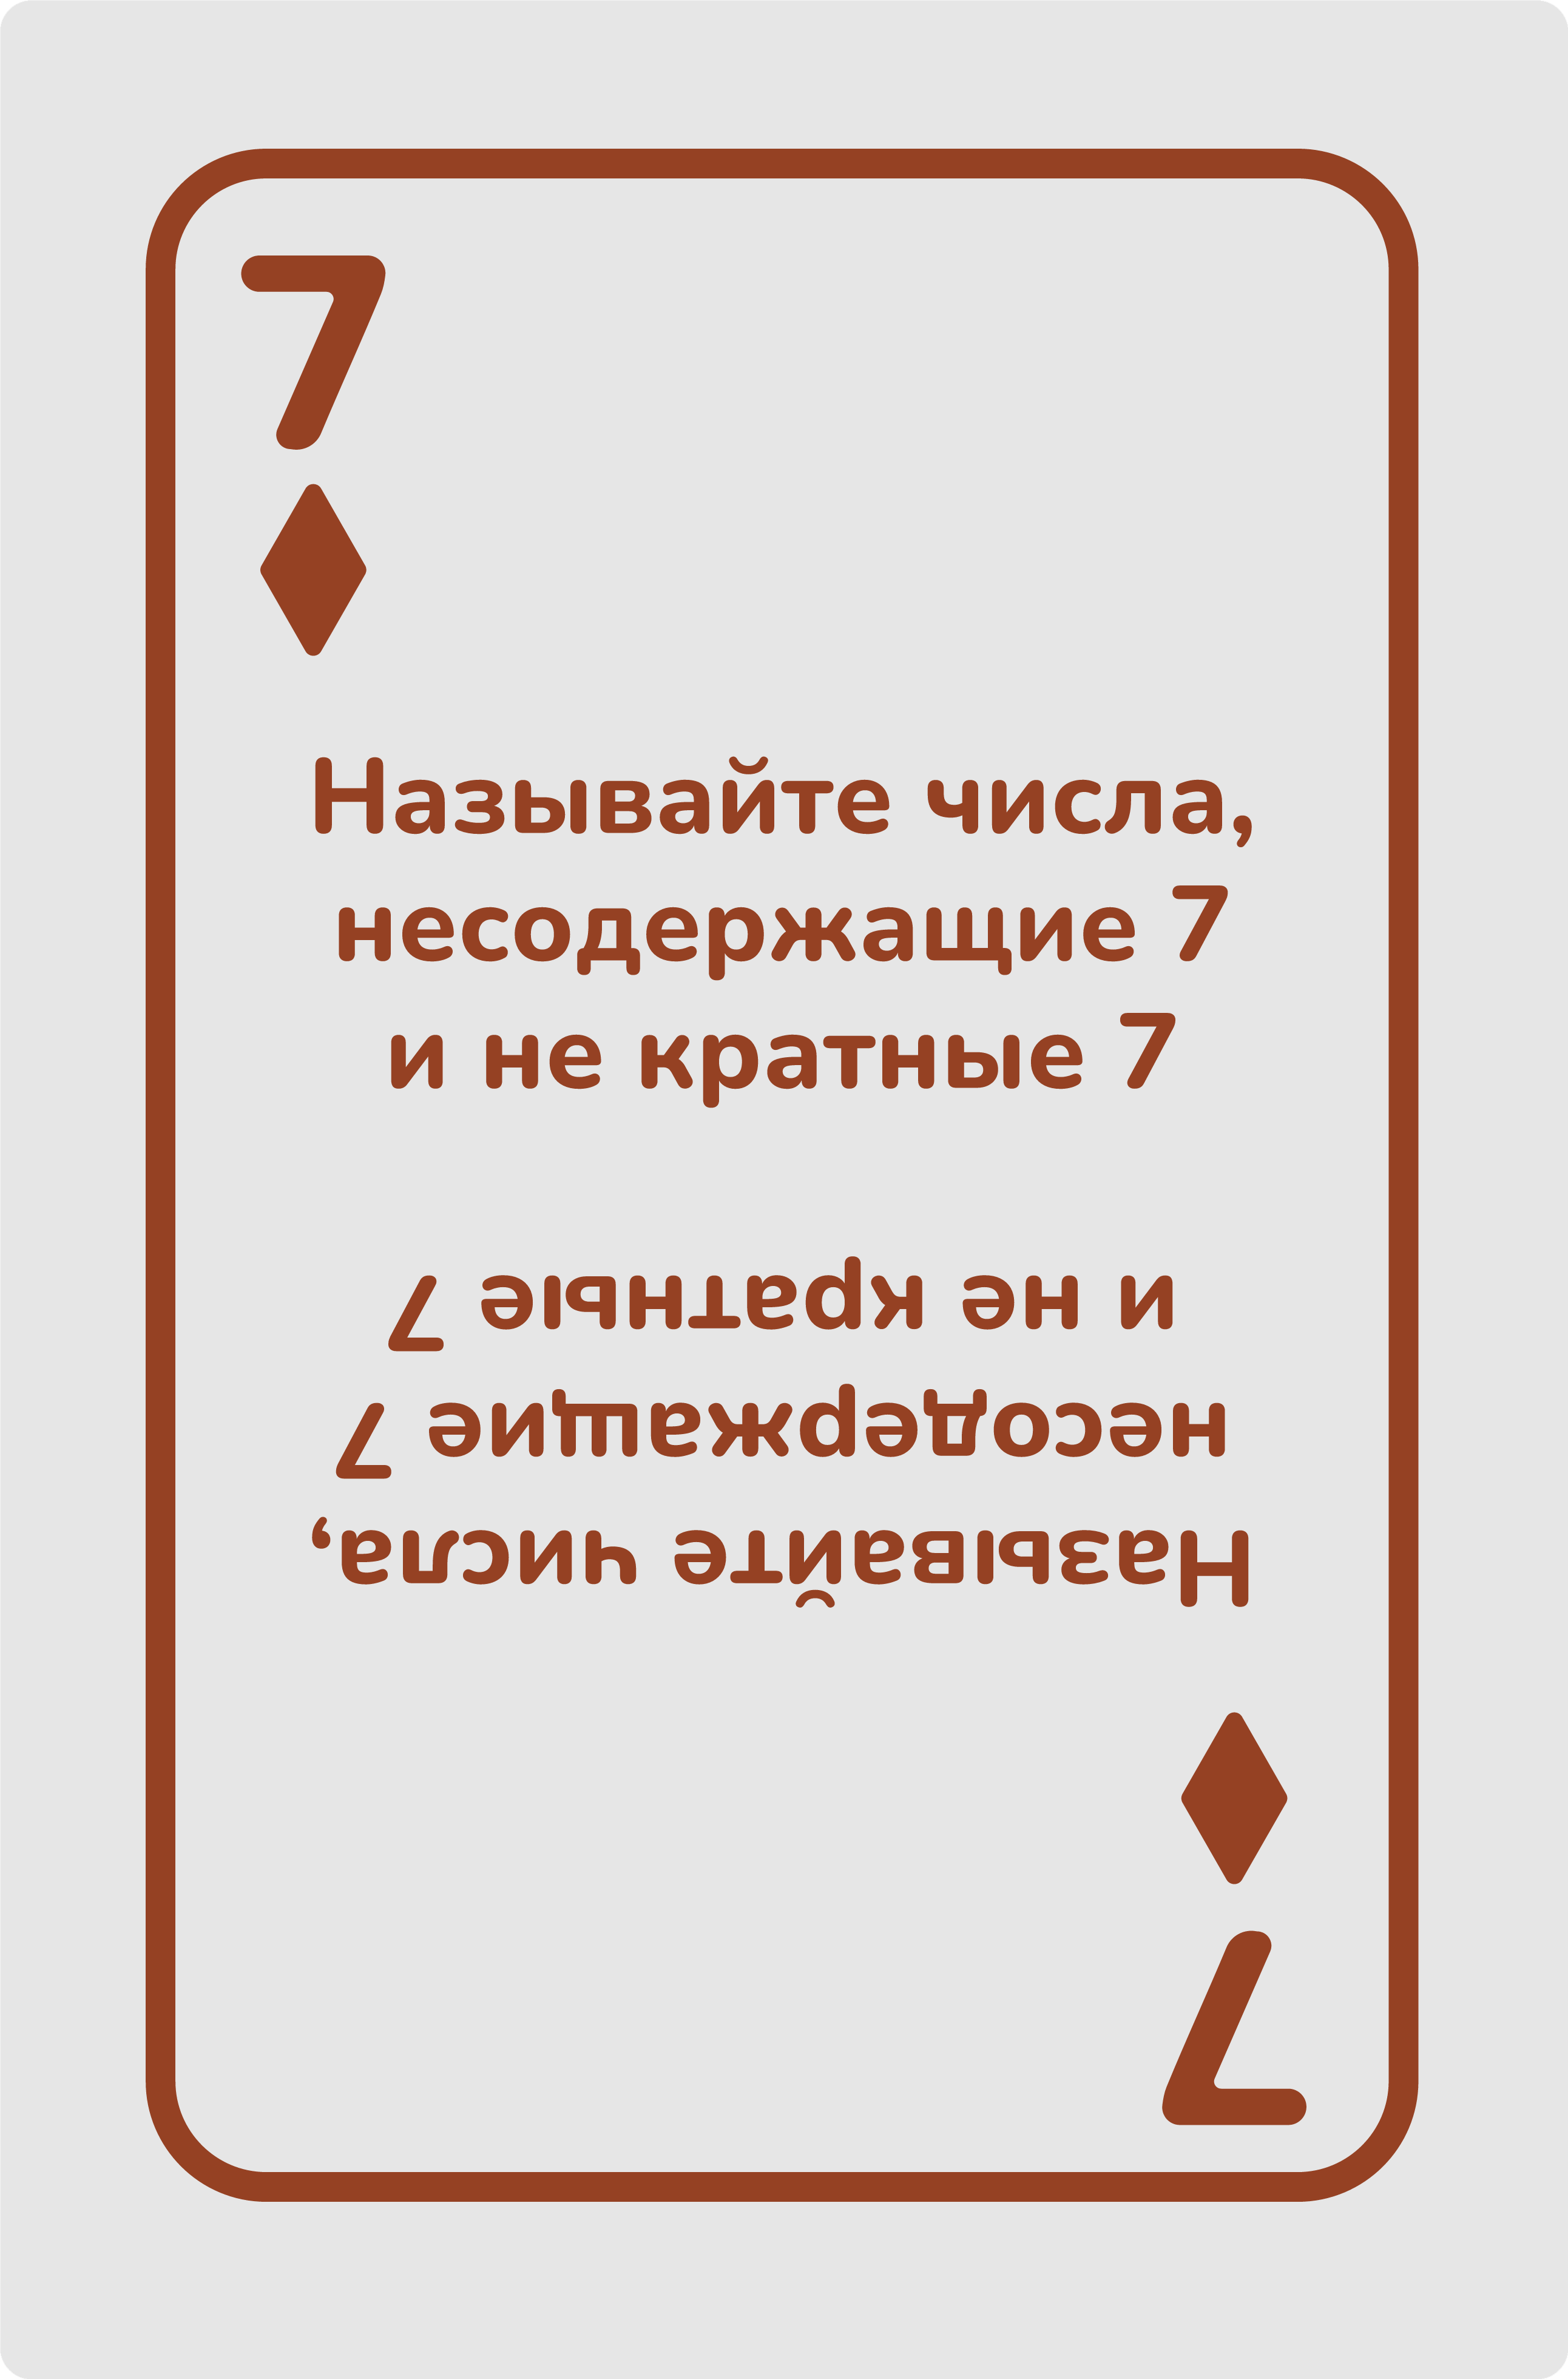 7
Называйте числа,
несодержащие 7
и не кратные 7
Называйте числа,
несодержащие 7
и не кратные 7
7